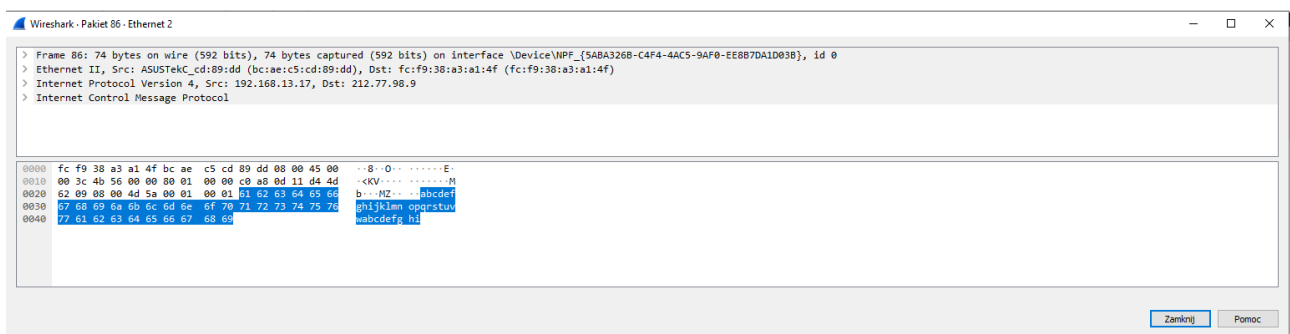 Wireshark · Pakiet 86 · Ethernet 2
> Frame 86: 74 bytes on wire (592 bits), 74 bytes captured (592 bits) on interface \Device\NPF_{5ABA326B-C4F4-4AC5-9AF0-EE8B7DA1D03B}, id 0
> Ethernet II, Src: ASUSTekC_cd:89:dd (bc:ae:c5:cd:89:dd), Dst: fc:f9:38:a3:a1:4f (fc:f9:38:a3:a1:4f)
> Internet Protocol Version 4, Src: 192.168.13.17, Dst: 212.77.98.9
> Internet Control Message Protocol
0000 fc f9 38 a3 a1 4f bc ae c5 cd 89 dd 08 00 45 00 ··8··O·· ······E·
0010 00 3c 4b 56 00 00 80 01 00 00 c0 a8 0d 11 d4 4d ·<KV···· ·······M
0020 62 09 08 00 4d 5a 00 01 00 01 61 62 63 64 65 66 b···MZ·· ··abcdef
0030 67 68 69 6a 6b 6c 6d 6e 6f 70 71 72 73 74 75 76 ghijklmn opqrstuv
0040 77 61 62 63 64 65 66 67 68 69 wabcdefg hi
Zamknij Pomoc